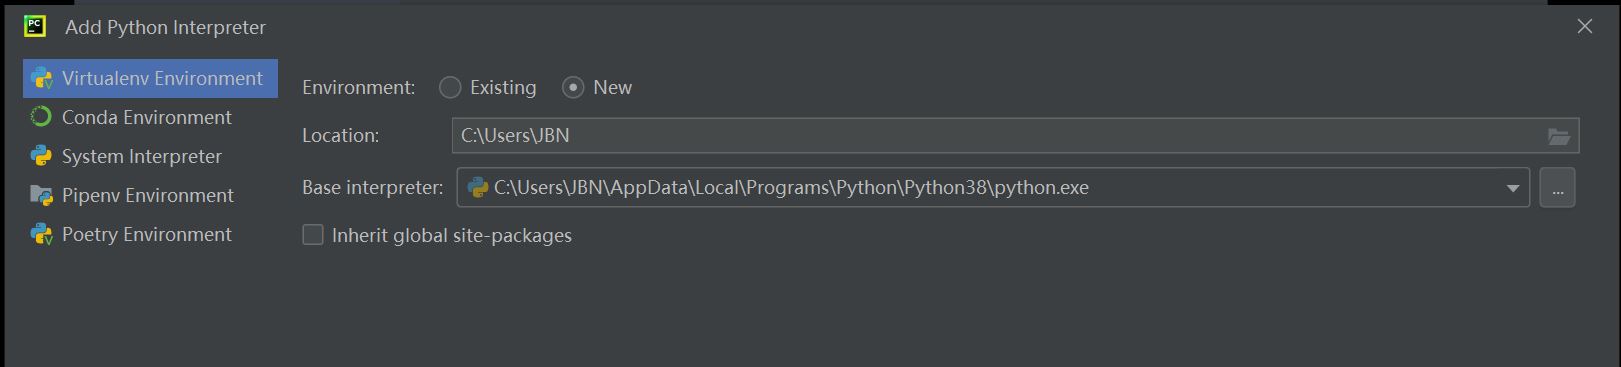 PC
Add Python Interpreter
Virtualenv Environment
Conda Environment
System Interpreter
Pipenv Environment
Poetry Environment
Environment: Existing New
Location: C:\Users\JBN
Base interpreter: C:\Users\JBN\AppData\Local\Programs\Python\Python38\python.exe ...
Inherit global site-packages